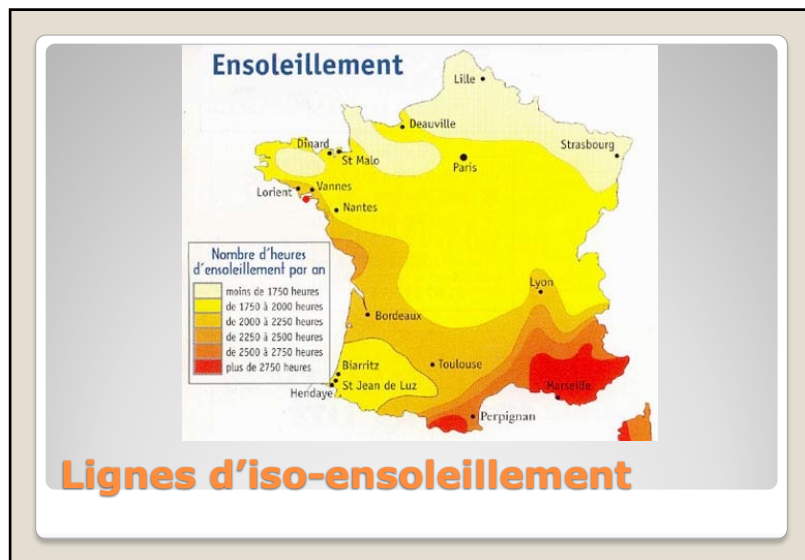 Ensoleillement
Lille
Deauville
Strasbourg
Dinard
St Malo
Paris
Lorient
Vannes
Nantes
Nombre d'heures
d'ensoleillement par an
moins de 1750 heures
de 1750 à 2000 heures
de 2000 à 2250 heures
de 2250 à 2500 heures
de 2500 à 2750 heures
plus de 2750 heures
Lyon
Bordeaux
Biarritz
Toulouse
St Jean de Luz
Hendaye
Marseille
Perpignan
Lignes d'iso-ensoleillement